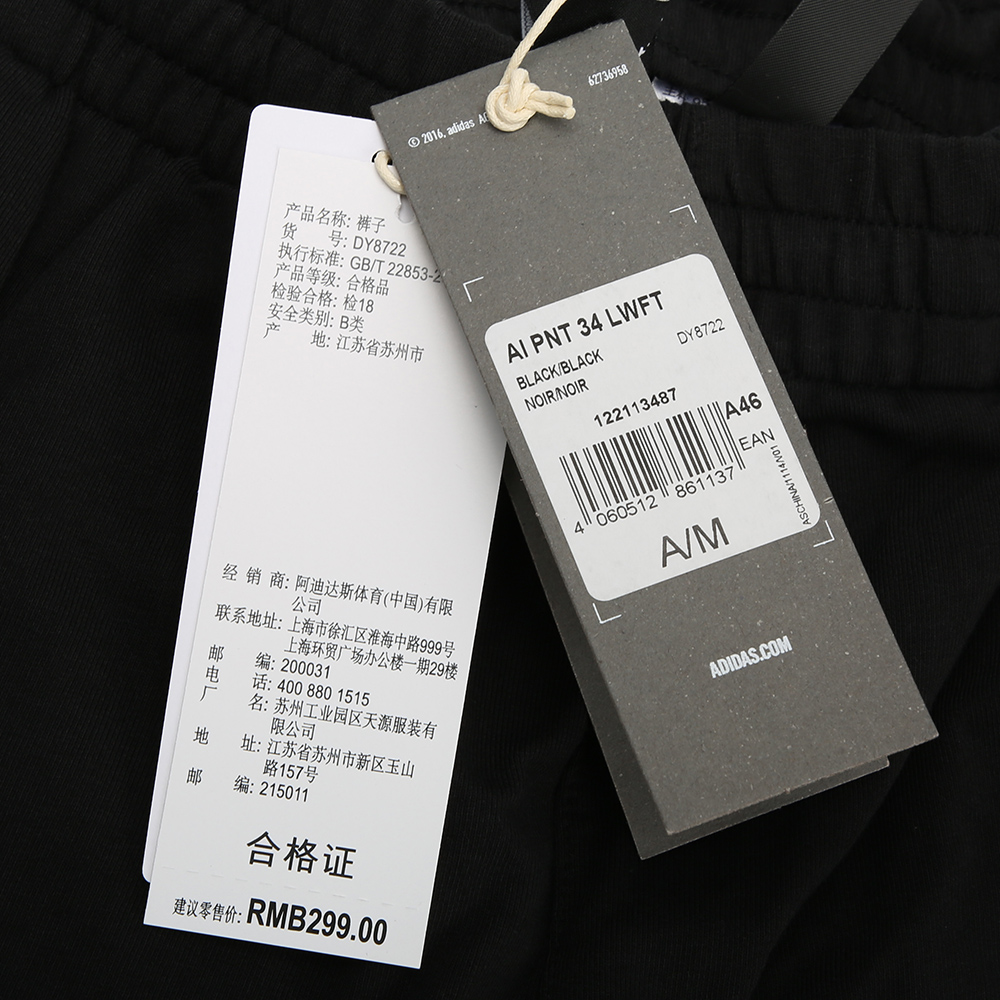 产品名称: 裤子
货 号: DY8722
执行标准: GB/T 22853-2
产品等级: 合格品
检验合格: 检18
安全类别: B类
产 地: 江苏省苏州市
经 销 商: 阿迪达斯体育(中国)有限
公司
联系地址: 上海市徐汇区淮海中路999号
上海环贸广场办公楼一期29楼
邮 编: 200031
电 话: 400 880 1515
厂 名: 苏州工业园区天源服装有
限公司
地 址: 江苏省苏州市新区玉山
路157号
邮 编: 215011
合格证
建议零售价: RMB299.00
© 2016, adidas AG
62736958
AI PNT 34 LWFT
BLACK/BLACK
DY8722
NOIR/NOIR
122113487
A46
EAN
4 060512 861137
ASCHINA/1114/V01
A/M
ADIDAS.COM